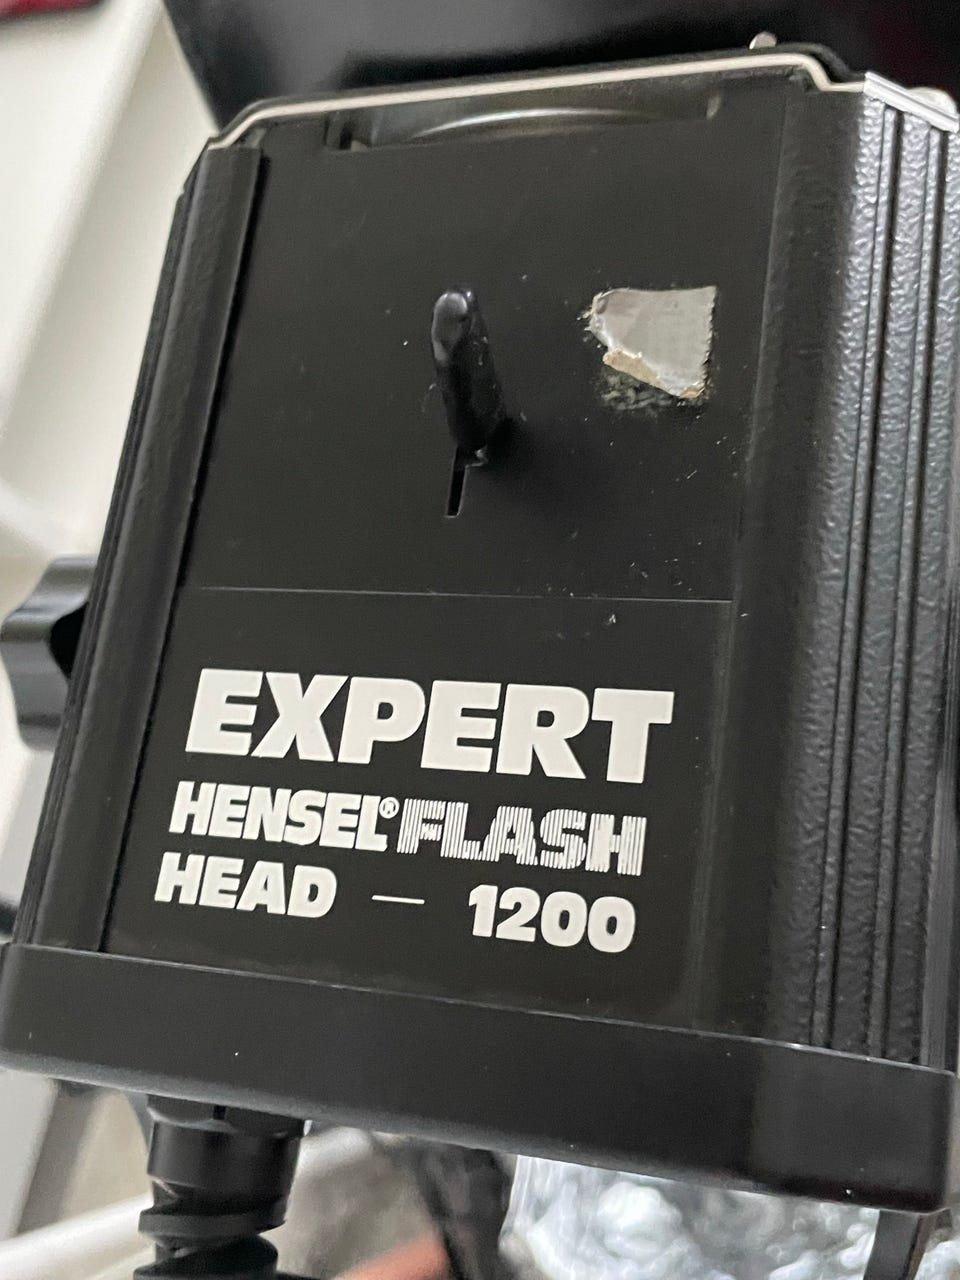 EXPERT
HENSEL® FLASH
HEAD — 1200